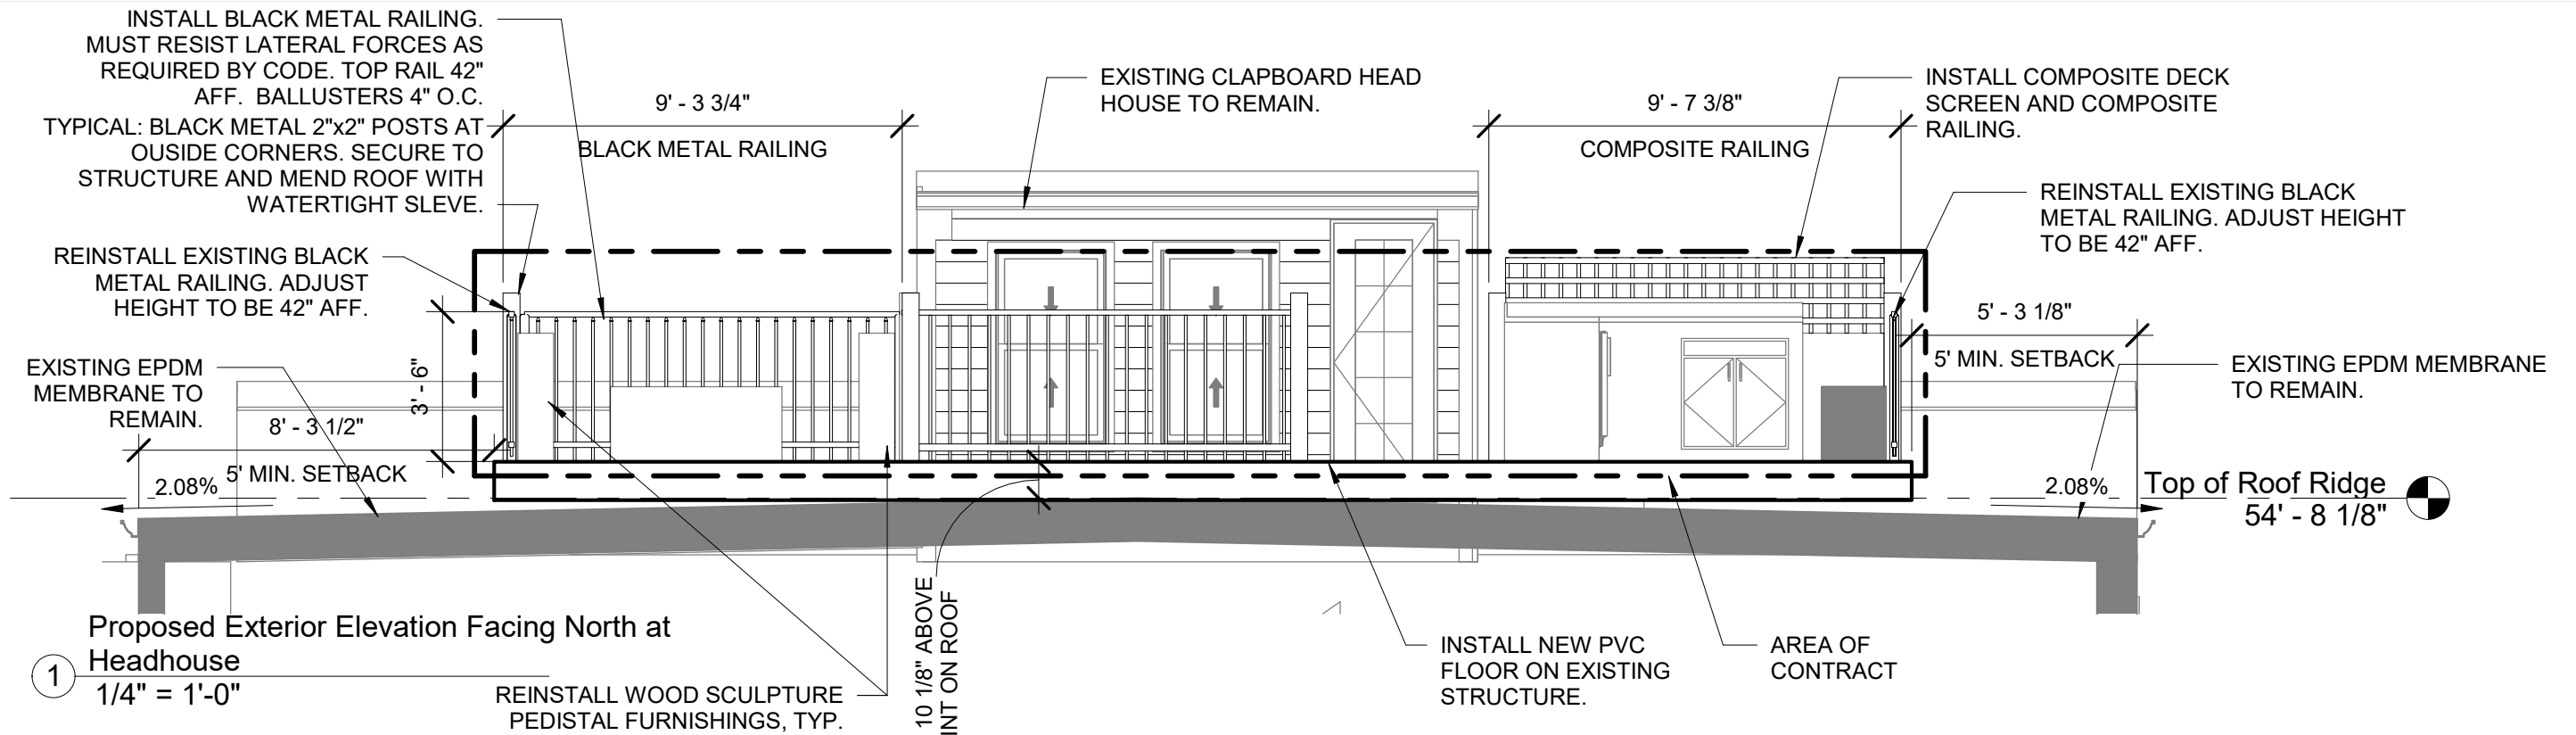 INSTALL BLACK METAL RAILING.
MUST RESIST LATERAL FORCES AS
REQUIRED BY CODE. TOP RAIL 42"
AFF.  BALLUSTERS 4" O.C.
TYPICAL: BLACK METAL 2"x2" POSTS AT
OUSIDE CORNERS. SECURE TO
STRUCTURE AND MEND ROOF WITH
WATERTIGHT SLEVE.
REINSTALL EXISTING BLACK
METAL RAILING. ADJUST
HEIGHT TO BE 42" AFF.
EXISTING EPDM
MEMBRANE TO
REMAIN.
8' - 3 1/2"
5' MIN. SETBACK
2.08%
3' - 6"
9' - 3 3/4"
BLACK METAL RAILING
EXISTING CLAPBOARD HEAD
HOUSE TO REMAIN.
9' - 7 3/8"
COMPOSITE RAILING
INSTALL COMPOSITE DECK
SCREEN AND COMPOSITE
RAILING.
REINSTALL EXISTING BLACK
METAL RAILING. ADJUST HEIGHT
TO BE 42" AFF.
5' - 3 1/8"
5' MIN. SETBACK
EXISTING EPDM MEMBRANE
TO REMAIN.
2.08%
Top of Roof Ridge
54' - 8 1/8"
10 1/8" ABOVE
INT ON ROOF
INSTALL NEW PVC
FLOOR ON EXISTING
STRUCTURE.
AREA OF
CONTRACT
REINSTALL WOOD SCULPTURE
PEDISTAL FURNISHINGS, TYP.
1
Proposed Exterior Elevation Facing North at
Headhouse
1/4" = 1'-0"